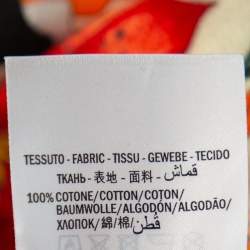 TESSUTO - FABRIC - TISSU - GEWEBE - TECIDO
ТКАНЬ - 表地 - 面料 - قماش
100% COTONE/COTTON/COTON/
BAUMWOLLE/ALGODÓN/ALGODÃO/
ХЛОПОК/綿/棉/قطن